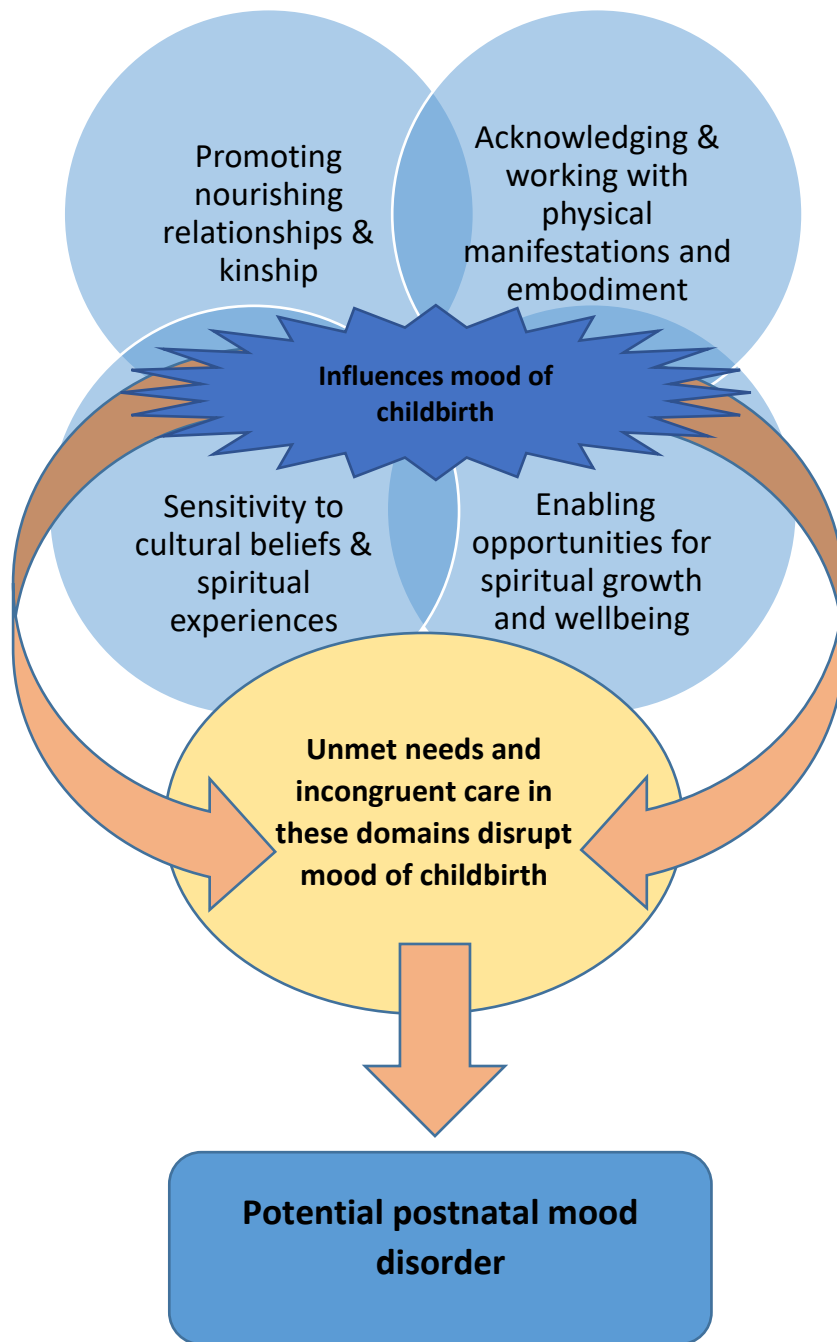 Promoting
nourishing
relationships &
kinship
Acknowledging &
working with
physical
manifestations and
embodiment
Influences mood of
childbirth
Sensitivity to
cultural beliefs &
spiritual
experiences
Enabling
opportunities for
spiritual growth
and wellbeing
Unmet needs and
incongruent care in
these domains disrupt
mood of childbirth
Potential postnatal mood
disorder